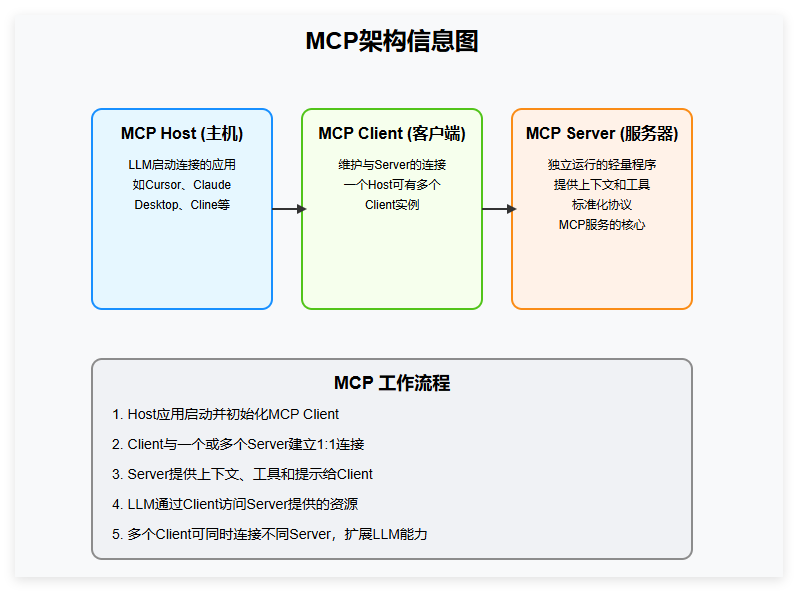 MCP架构信息图
MCP Host (主机)
LLM启动连接的应用
如Cursor、Claude
Desktop、Cline等
MCP Client (客户端)
维护与Server的连接
一个Host可有多个
Client实例
MCP Server (服务器)
独立运行的轻量程序
提供上下文和工具
标准化协议
MCP服务的核心
MCP 工作流程
1. Host应用启动并初始化MCP Client
2. Client与一个或多个Server建立1:1连接
3. Server提供上下文、工具和提示给Client
4. LLM通过Client访问Server提供的资源
5. 多个Client可同时连接不同Server，扩展LLM能力